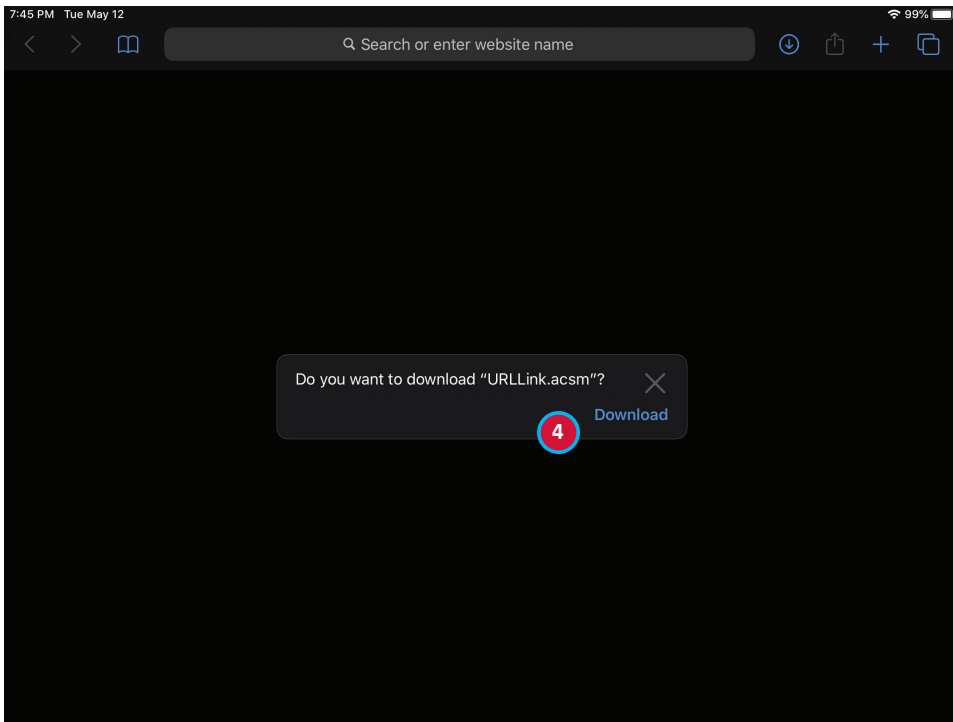 7:45 PM Tue May 12 99%
Search or enter website name
Do you want to download “URLLink.acsm”?
Download
4